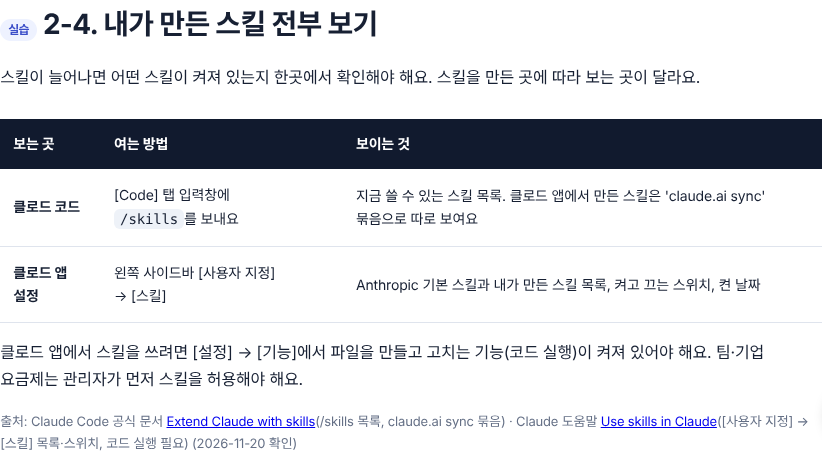 실습 2-4. 내가 만든 스킬 전부 보기
스킬이 늘어나면 어떤 스킬이 켜져 있는지 한곳에서 확인해야 해요. 스킬을 만든 곳에 따라 보는 곳이 달라요.
보는 곳 여는 방법 보이는 것
클로드 코드
[Code] 탭 입력창에
/skills 를 보내요
지금 쓸 수 있는 스킬 목록. 클로드 앱에서 만든 스킬은 'claude.ai sync'
묶음으로 따로 보여요
클로드 앱
설정
왼쪽 사이드바 [사용자 지정]
→ [스킬]
Anthropic 기본 스킬과 내가 만든 스킬 목록, 켜고 끄는 스위치, 켠 날짜
클로드 앱에서 스킬을 쓰려면 [설정] → [기능]에서 파일을 만들고 고치는 기능(코드 실행)이 켜져 있어야 해요. 팀·기업
요금제는 관리자가 먼저 스킬을 허용해야 해요.
출처: Claude Code 공식 문서 Extend Claude with skills(/skills 목록, claude.ai sync 묶음) · Claude 도움말 Use skills in Claude([사용자 지정] →
[스킬] 목록·스위치, 코드 실행 필요) (2026-11-20 확인)